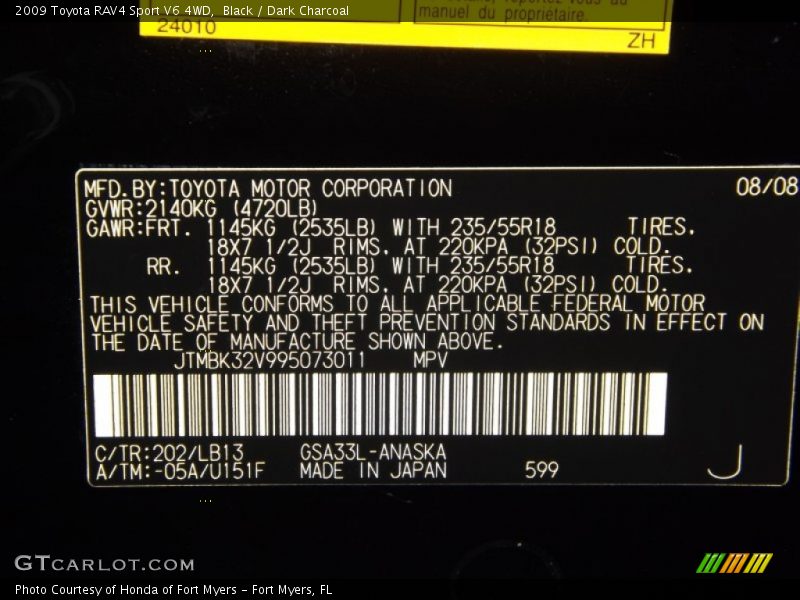 2009 Toyota RAV4 Sport V6 4WD, Black / Dark Charcoal
reportez-vous au
manuel du propriétaire.
24010
ZH
MFD. BY:TOYOTA MOTOR CORPORATION 08/08
GVWR:2140KG (4720LB)
GAWR:FRT. 1145KG (2535LB) WITH 235/55R18 TIRES.
18X7 1/2J RIMS. AT 220KPA (32PSI) COLD.
RR. 1145KG (2535LB) WITH 235/55R18 TIRES.
18X7 1/2J RIMS. AT 220KPA (32PSI) COLD.
THIS VEHICLE CONFORMS TO ALL APPLICABLE FEDERAL MOTOR
VEHICLE SAFETY AND THEFT PREVENTION STANDARDS IN EFFECT ON
THE DATE OF MANUFACTURE SHOWN ABOVE.
JTMBK32V995073011 MPV
C/TR:202/LB13 GSA33L-ANASKA
A/TM:-05A/U151F MADE IN JAPAN 599 J
GTCARLOT.COM
Photo Courtesy of Honda of Fort Myers - Fort Myers, FL